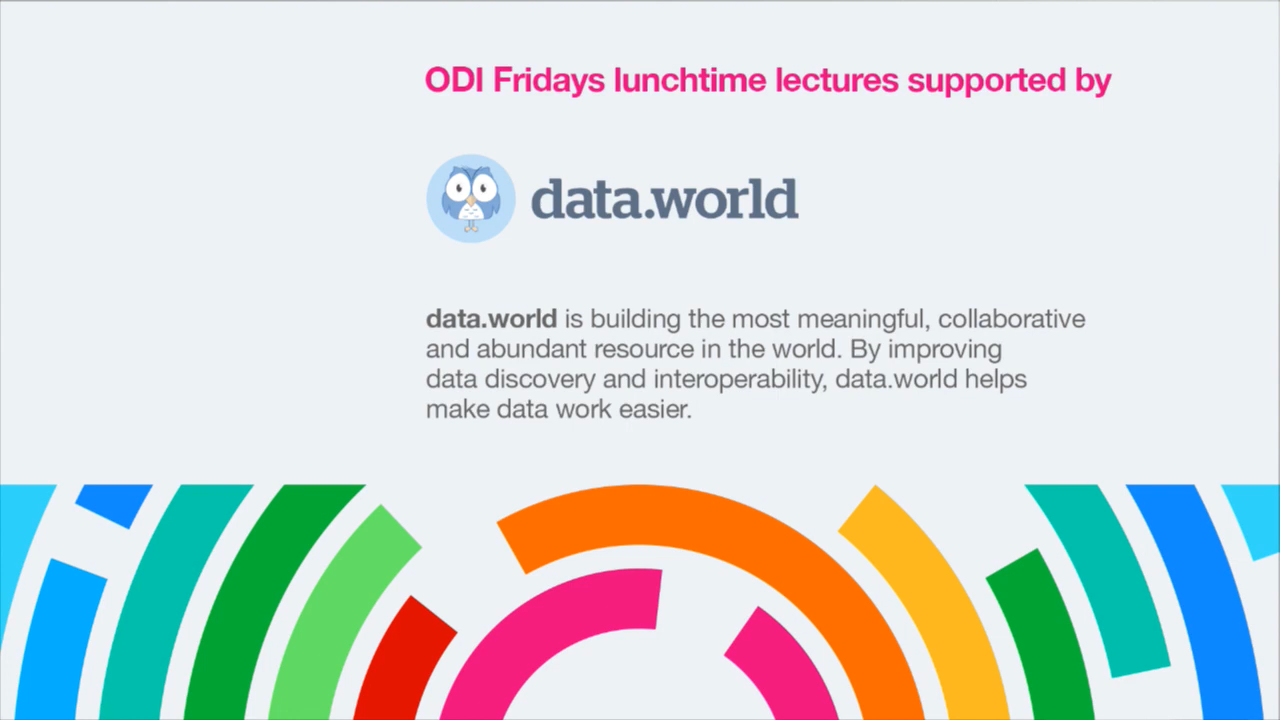 ODI Fridays lunchtime lectures supported by
data.world
data.world is building the most meaningful, collaborative
and abundant resource in the world. By improving
data discovery and interoperability, data.world helps
make data work easier.